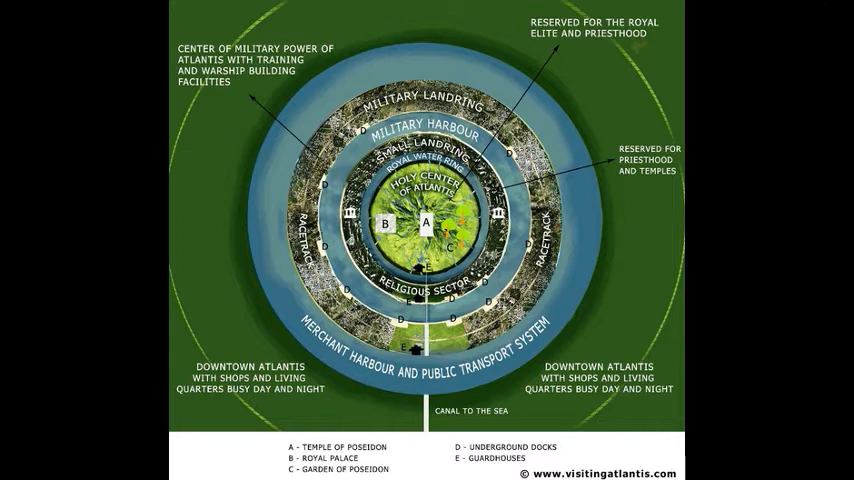 RESERVED FOR THE ROYAL
ELITE AND PRIESTHOOD
CENTER OF MILITARY POWER OF
ATLANTIS WITH TRAINING
AND WARSHIP BUILDING
FACILITIES
MILITARY LANDRING
MILITARY HARBOUR
SMALL LANDRING
ROYAL WATER RING
HOLY CENTER
OF ATLANTIS
RESERVED FOR
PRIESTHOOD
AND TEMPLES
D
D
D
B
A
C
RACETRACK
RACETRACK
D
D
E
RELIGIOUS SECTOR
D
D
D
E
D
D
D
E
MERCHANT HARBOUR AND PUBLIC TRANSPORT SYSTEM
DOWNTOWN ATLANTIS
WITH SHOPS AND LIVING
QUARTERS BUSY DAY AND NIGHT
DOWNTOWN ATLANTIS
WITH SHOPS AND LIVING
QUARTERS BUSY DAY AND NIGHT
CANAL TO THE SEA
A - TEMPLE OF POSEIDON
B - ROYAL PALACE
C - GARDEN OF POSEIDON
D - UNDERGROUND DOCKS
E - GUARDHOUSES
© www.visitingatlantis.com